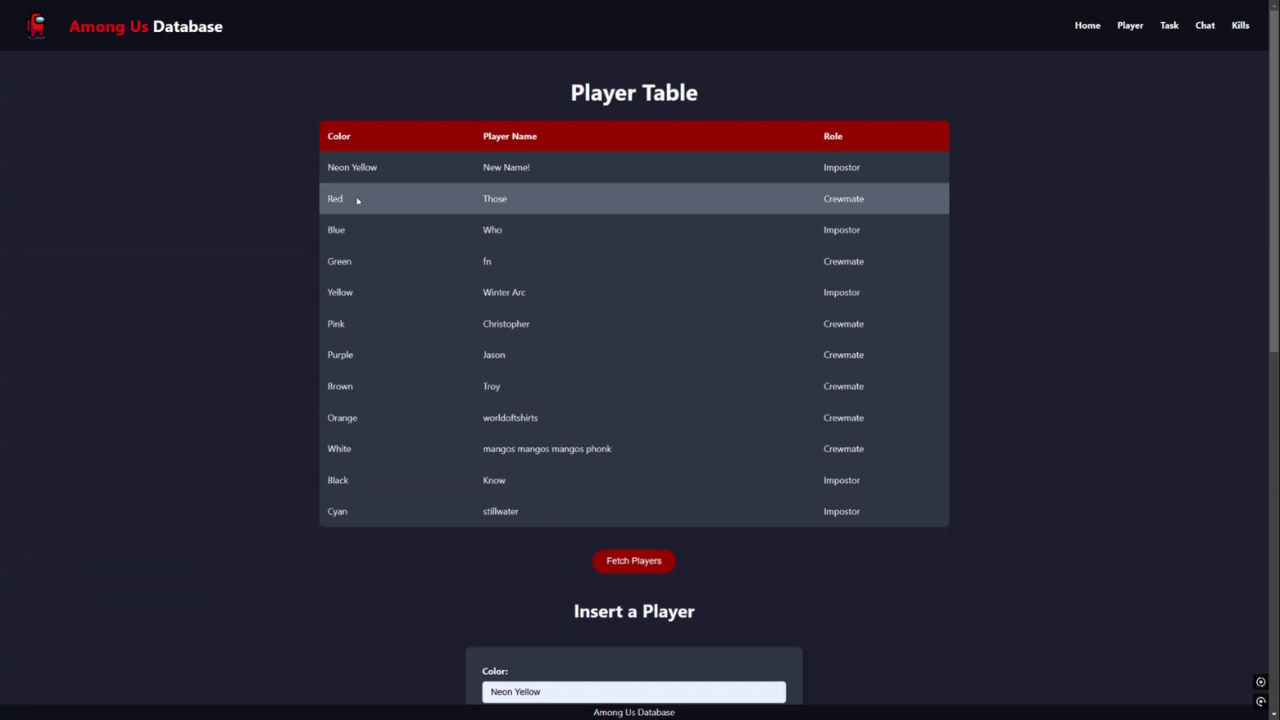 Among Us Database
Home Player Task Chat Kills
Player Table
Color Player Name Role
Neon Yellow New Name! Impostor
Red Those Crewmate
Blue Who Impostor
Green fn Crewmate
Yellow Winter Arc Impostor
Pink Christopher Crewmate
Purple Jason Crewmate
Brown Troy Crewmate
Orange worldoftshirts Crewmate
White mangos mangos mangos phonk Crewmate
Black Know Impostor
Cyan stillwater Impostor
Fetch Players
Insert a Player
Color:
Neon Yellow
Among Us Database